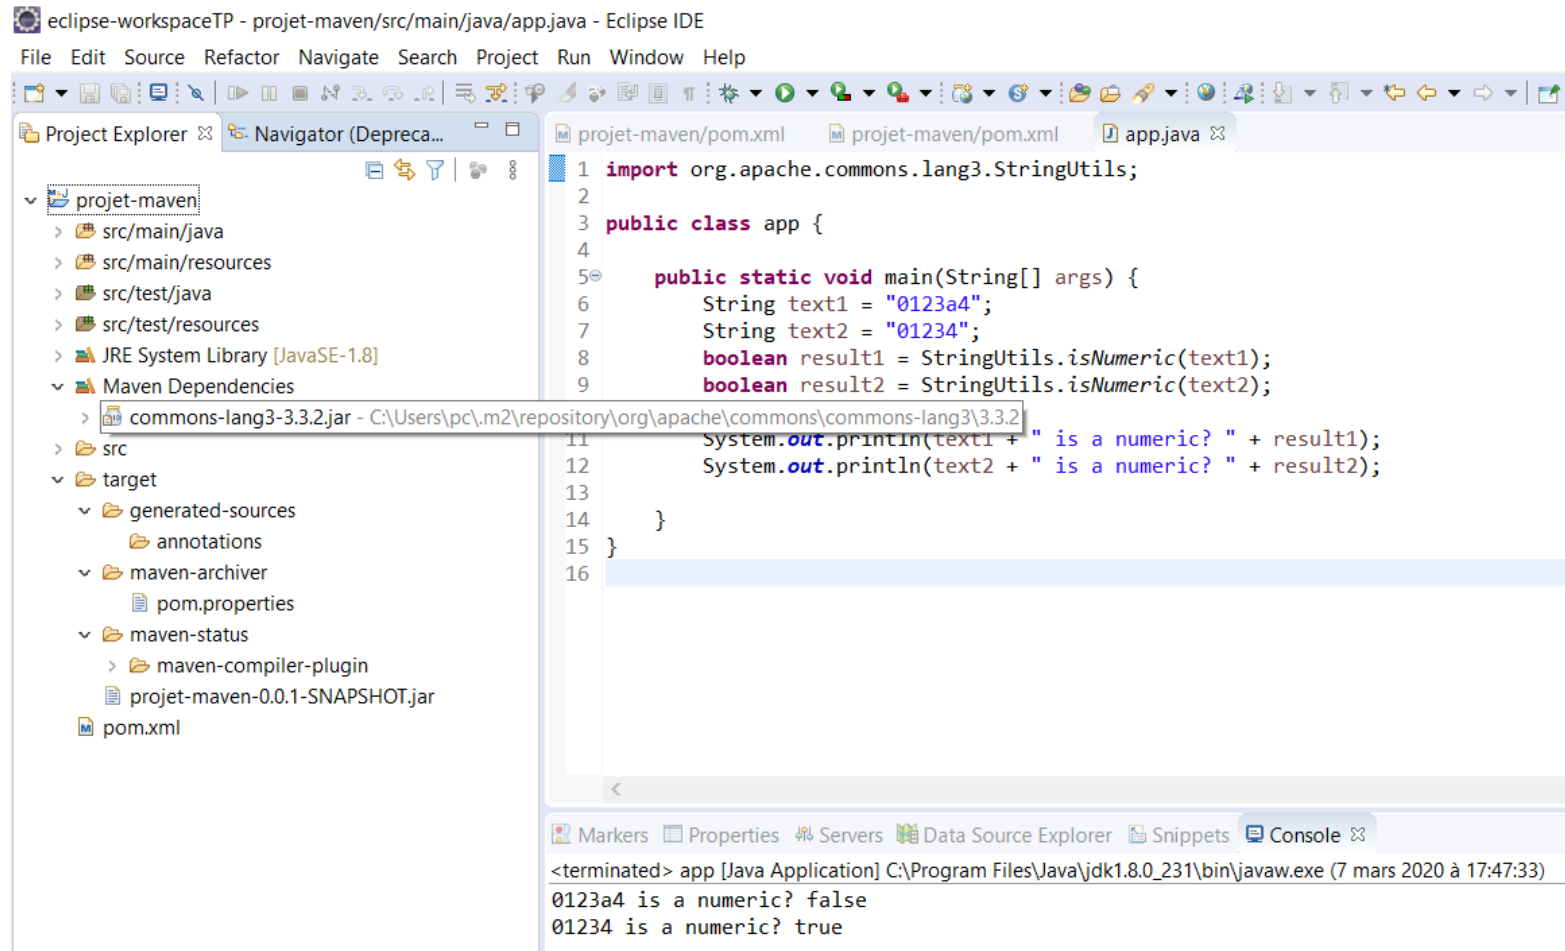 eclipse-workspaceTP - projet-maven/src/main/java/app.java - Eclipse IDE
File Edit Source Refactor Navigate Search Project Run Window Help
Project Explorer Navigator (Depreca...
projet-maven
src/main/java
src/main/resources
src/test/java
src/test/resources
JRE System Library [JavaSE-1.8]
Maven Dependencies
commons-lang3-3.3.2.jar - C:\Users\pc\.m2\repository\org\apache\commons\commons-lang3\3.3.2
src
target
generated-sources
annotations
maven-archiver
pom.properties
maven-status
maven-compiler-plugin
projet-maven-0.0.1-SNAPSHOT.jar
pom.xml
projet-maven/pom.xml projet-maven/pom.xml app.java
1 import org.apache.commons.lang3.StringUtils;
2
3 public class app {
4
5 public static void main(String[] args) {
6 String text1 = "0123a4";
7 String text2 = "01234";
8 boolean result1 = StringUtils.isNumeric(text1);
9 boolean result2 = StringUtils.isNumeric(text2);
11 System.out.println(text1 + " is a numeric? " + result1);
12 System.out.println(text2 + " is a numeric? " + result2);
13
14 }
15 }
16
Markers Properties Servers Data Source Explorer Snippets Console
<terminated> app [Java Application] C:\Program Files\Java\jdk1.8.0_231\bin\javaw.exe (7 mars 2020 à 17:47:33)
0123a4 is a numeric? false
01234 is a numeric? true